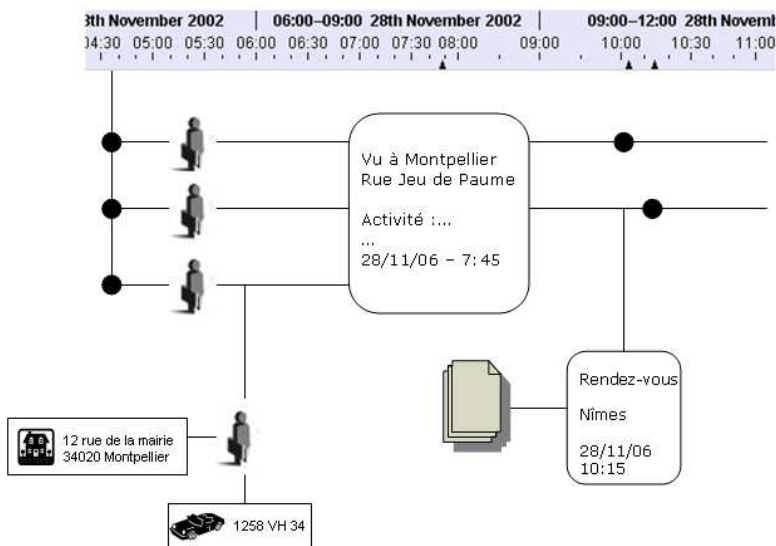 8th November 2002 06:00–09:00 28th November 2002 09:00–12:00 28th Novem
04:30 05:00 05:30 06:00 06:30 07:00 07:30 08:00 09:00 10:00 10:30 11:00
Vu à Montpellier
Rue Jeu de Paume
Activité :...
...
28/11/06 – 7:45
Rendez-vous
Nîmes
28/11/06
10:15
12 rue de la mairie
34020 Montpellier
1258 VH 34